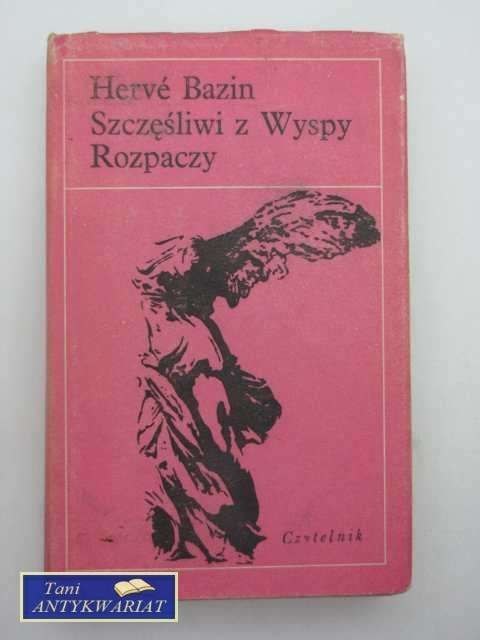 Hervé Bazin
Szczęśliwi z Wyspy
Rozpaczy
Czytelnik
Tani
ANTYKWARIAT